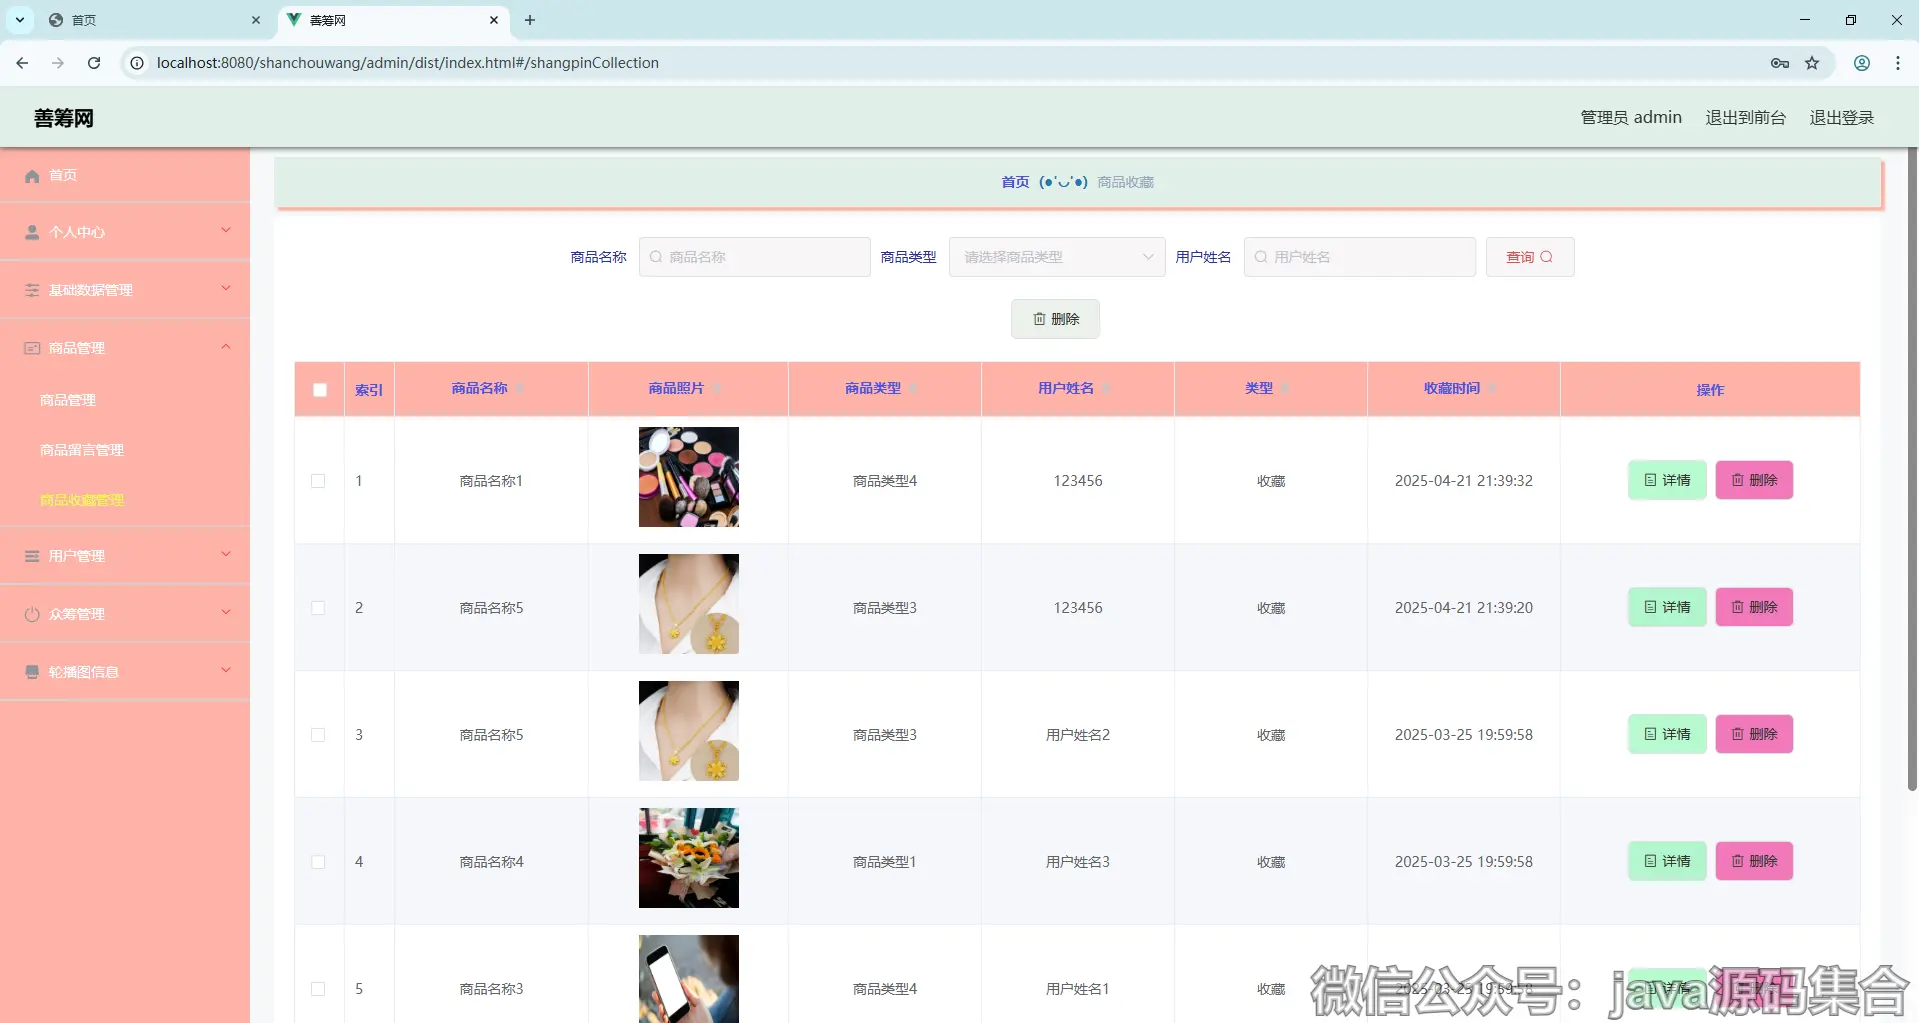 首页
善筹网
localhost:8080/shanchouwang/admin/dist/index.html#/shangpinCollection
善筹网
管理员 admin 退出到前台 退出登录
首页
个人中心
基础数据管理
商品管理
商品管理
商品留言管理
商品收藏管理
用户管理
众筹管理
轮播图信息
首页 (●'◡'●) 商品收藏
商品名称 商品名称 商品类型 请选择商品类型 用户姓名 用户姓名 查询
删除
索引 商品名称 商品照片 商品类型 用户姓名 类型 收藏时间 操作
1 商品名称1 商品类型4 123456 收藏 2025-04-21 21:39:32 详情 删除
2 商品名称5 商品类型3 123456 收藏 2025-04-21 21:39:20 详情 删除
3 商品名称5 商品类型3 用户姓名2 收藏 2025-03-25 19:59:58 详情 删除
4 商品名称4 商品类型1 用户姓名3 收藏 2025-03-25 19:59:58 详情 删除
5 商品名称3 商品类型4 用户姓名1 收藏 2025-03-25 19:59:58 详情 删除
微信公众号：java源码集合